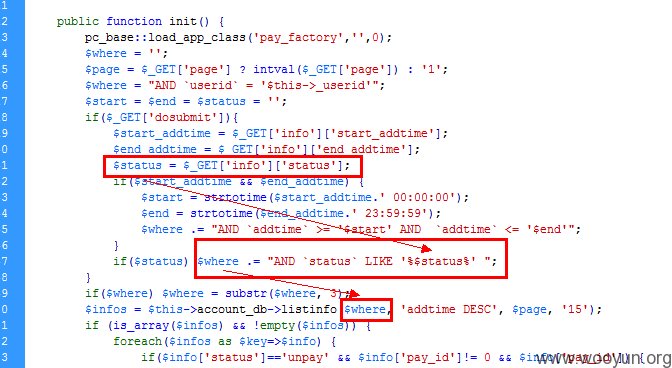 1
2 public function init() {
3 pc_base::load_app_class('pay_factory','',0);
4 $where = '';
5 $page = $_GET['page'] ? intval($_GET['page']) : '1';
6 $where = "AND `userid` = '$this->_userid'";
7 $start = $end = $status = '';
8 if($_GET['dosubmit']){
9 $start_addtime = $_GET['info']['start_addtime'];
0 $end_addtime = $_GET['info']['end_addtime'];
1 $status = $_GET['info']['status'];
2 if($start_addtime && $end_addtime) {
3 $start = strtotime($start_addtime.' 00:00:00');
4 $end = strtotime($end_addtime.' 23:59:59');
5 $where .= "AND `addtime` >= '$start' AND `addtime` <= '$end'";
6 }
7 if($status) $where .= "AND `status` LIKE '%$status%' ";
8 }
9 if($where) $where = substr($where, 3);
0 $infos = $this->account_db->listinfo($where, 'addtime DESC', $page, '15');
1 if (is_array($infos) && !empty($infos)) {
2 foreach($infos as $key=>$info) {
3 if($info['status']=='unpay' && $info['pay_id']!= 0 && $info['pay_id']) {
www.wooyun.org